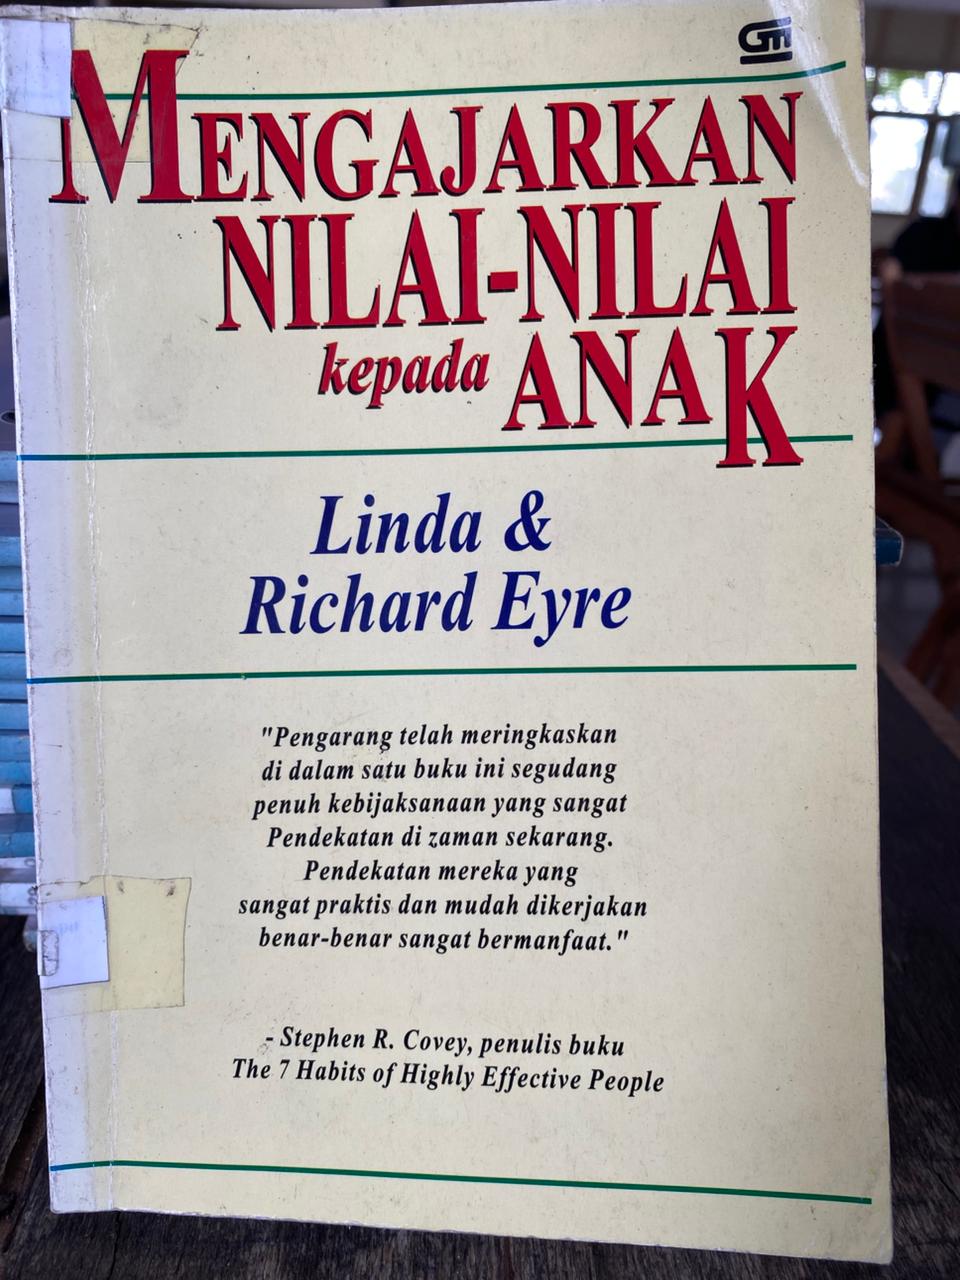 GM
MENGAJARKAN
NILAI-NILAI
kepada ANAK
Linda &
Richard Eyre
"Pengarang telah meringkaskan
di dalam satu buku ini segudang
penuh kebijaksanaan yang sangat
Pendekatan di zaman sekarang.
Pendekatan mereka yang
sangat praktis dan mudah dikerjakan
benar-benar sangat bermanfaat."
- Stephen R. Covey, penulis buku
The 7 Habits of Highly Effective People